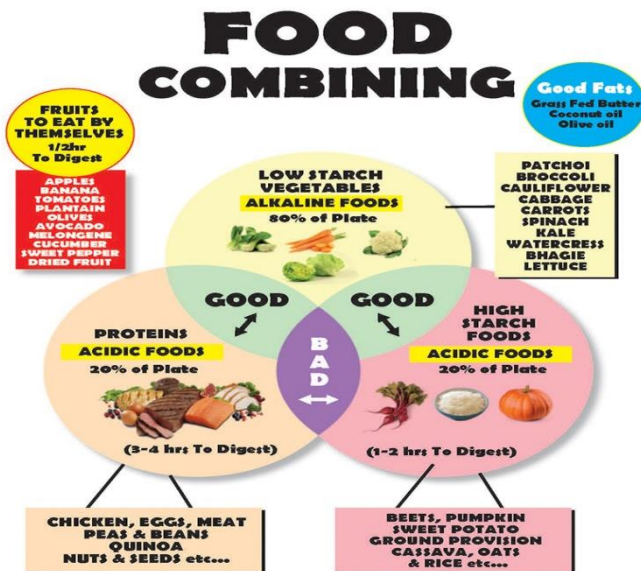 FOOD
COMBINING
FRUITS
TO EAT BY
THEMSELVES
1/2hr
To Digest
APPLES
BANANA
TOMATOES
PLANTAIN
OLIVES
AVOCADO
MELONGENE
CUCUMBER
SWEET PEPPER
DRIED FRUIT
Good Fats
Grass Fed Butter
Coconut oil
Olive oil
LOW STARCH
VEGETABLES
ALKALINE FOODS
80% of Plate
PATCHOI
BROCCOLI
CAULIFLOWER
CABBAGE
CARROTS
SPINACH
KALE
WATERCRESS
BHAGIE
LETTUCE
GOOD
GOOD
PROTEINS
ACIDIC FOODS
20% of Plate
(3-4 hrs To Digest)
BAD
HIGH
STARCH
FOODS
ACIDIC FOODS
20% of Plate
(1-2 hrs To Digest)
CHICKEN, EGGS, MEAT
PEAS & BEANS
QUINOA
NUTS & SEEDS etc...
BEETS, PUMPKIN
SWEET POTATO
GROUND PROVISION
CASSAVA, OATS
& RICE etc...